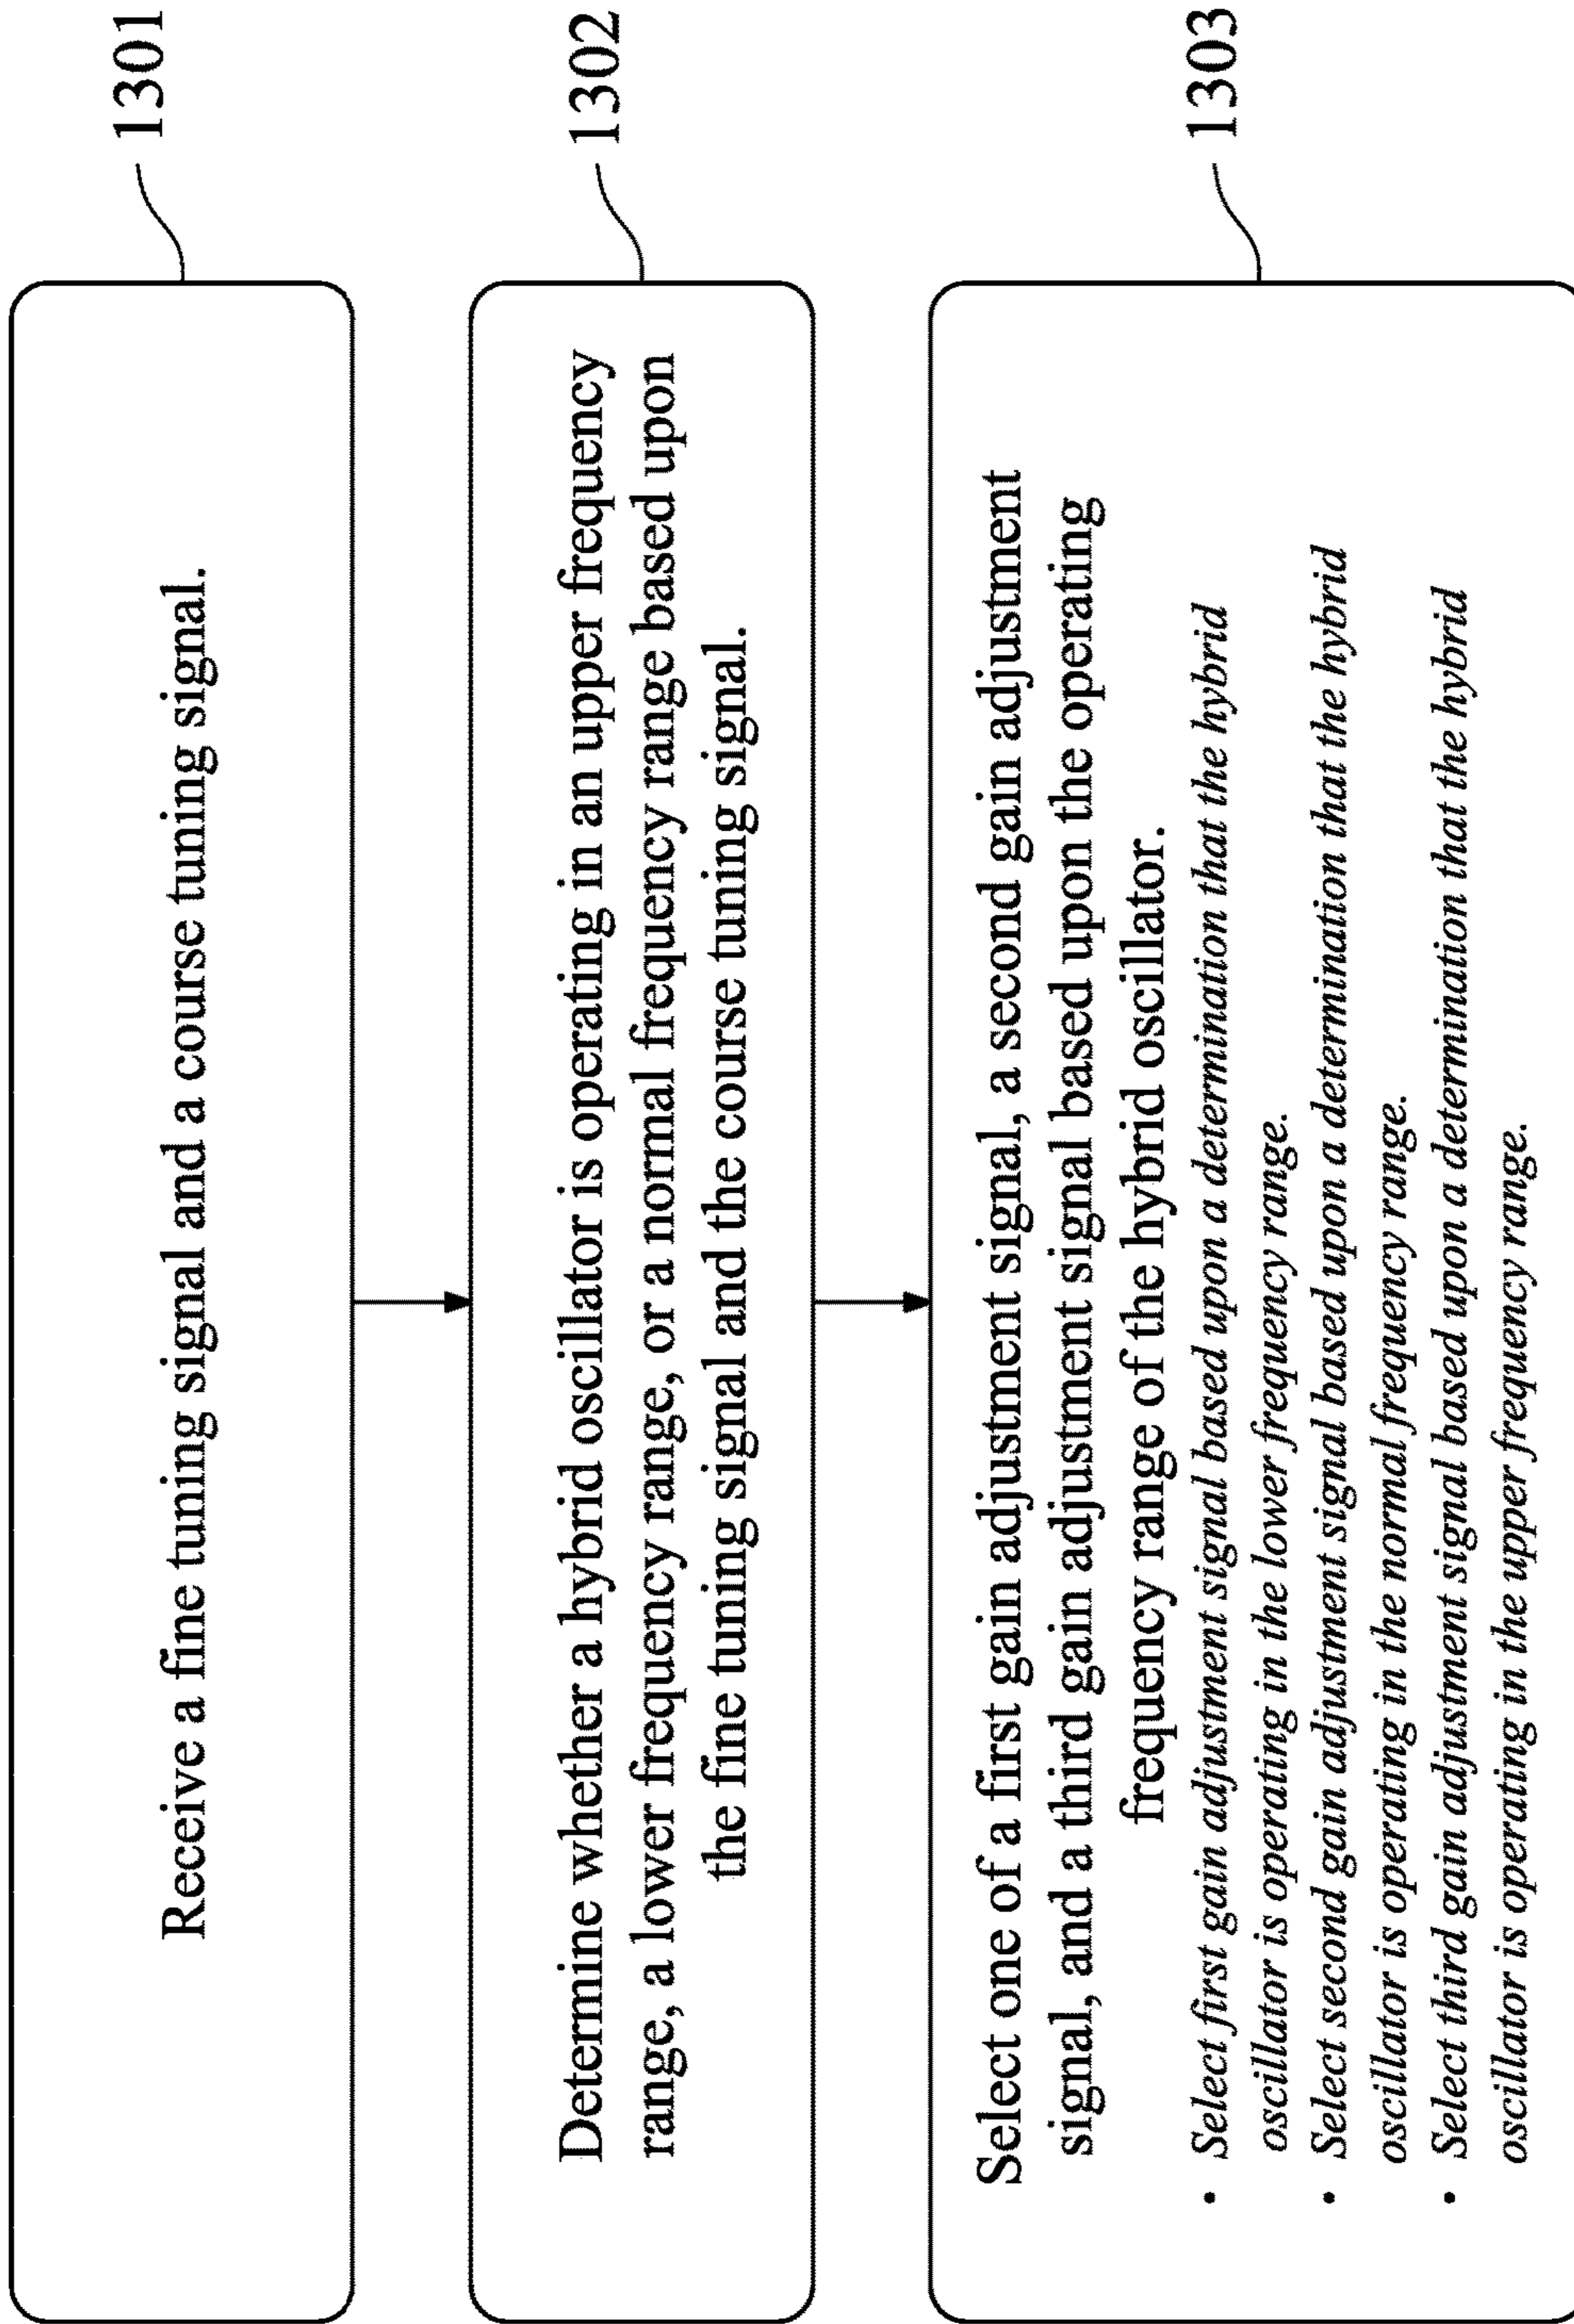 Receive a fine tuning signal and a course tuning signal.
1301
Determine whether a hybrid oscillator is operating in an upper frequency
range, a lower frequency range, or a normal frequency range based upon
the fine tuning signal and the course tuning signal.
1302
Select one of a first gain adjustment signal, a second gain adjustment
signal, and a third gain adjustment signal based upon the operating
frequency range of the hybrid oscillator.
• Select first gain adjustment signal based upon a determination that the hybrid
oscillator is operating in the lower frequency range.
• Select second gain adjustment signal based upon a determination that the hybrid
oscillator is operating in the normal frequency range.
• Select third gain adjustment signal based upon a determination that the hybrid
oscillator is operating in the upper frequency range.
1303